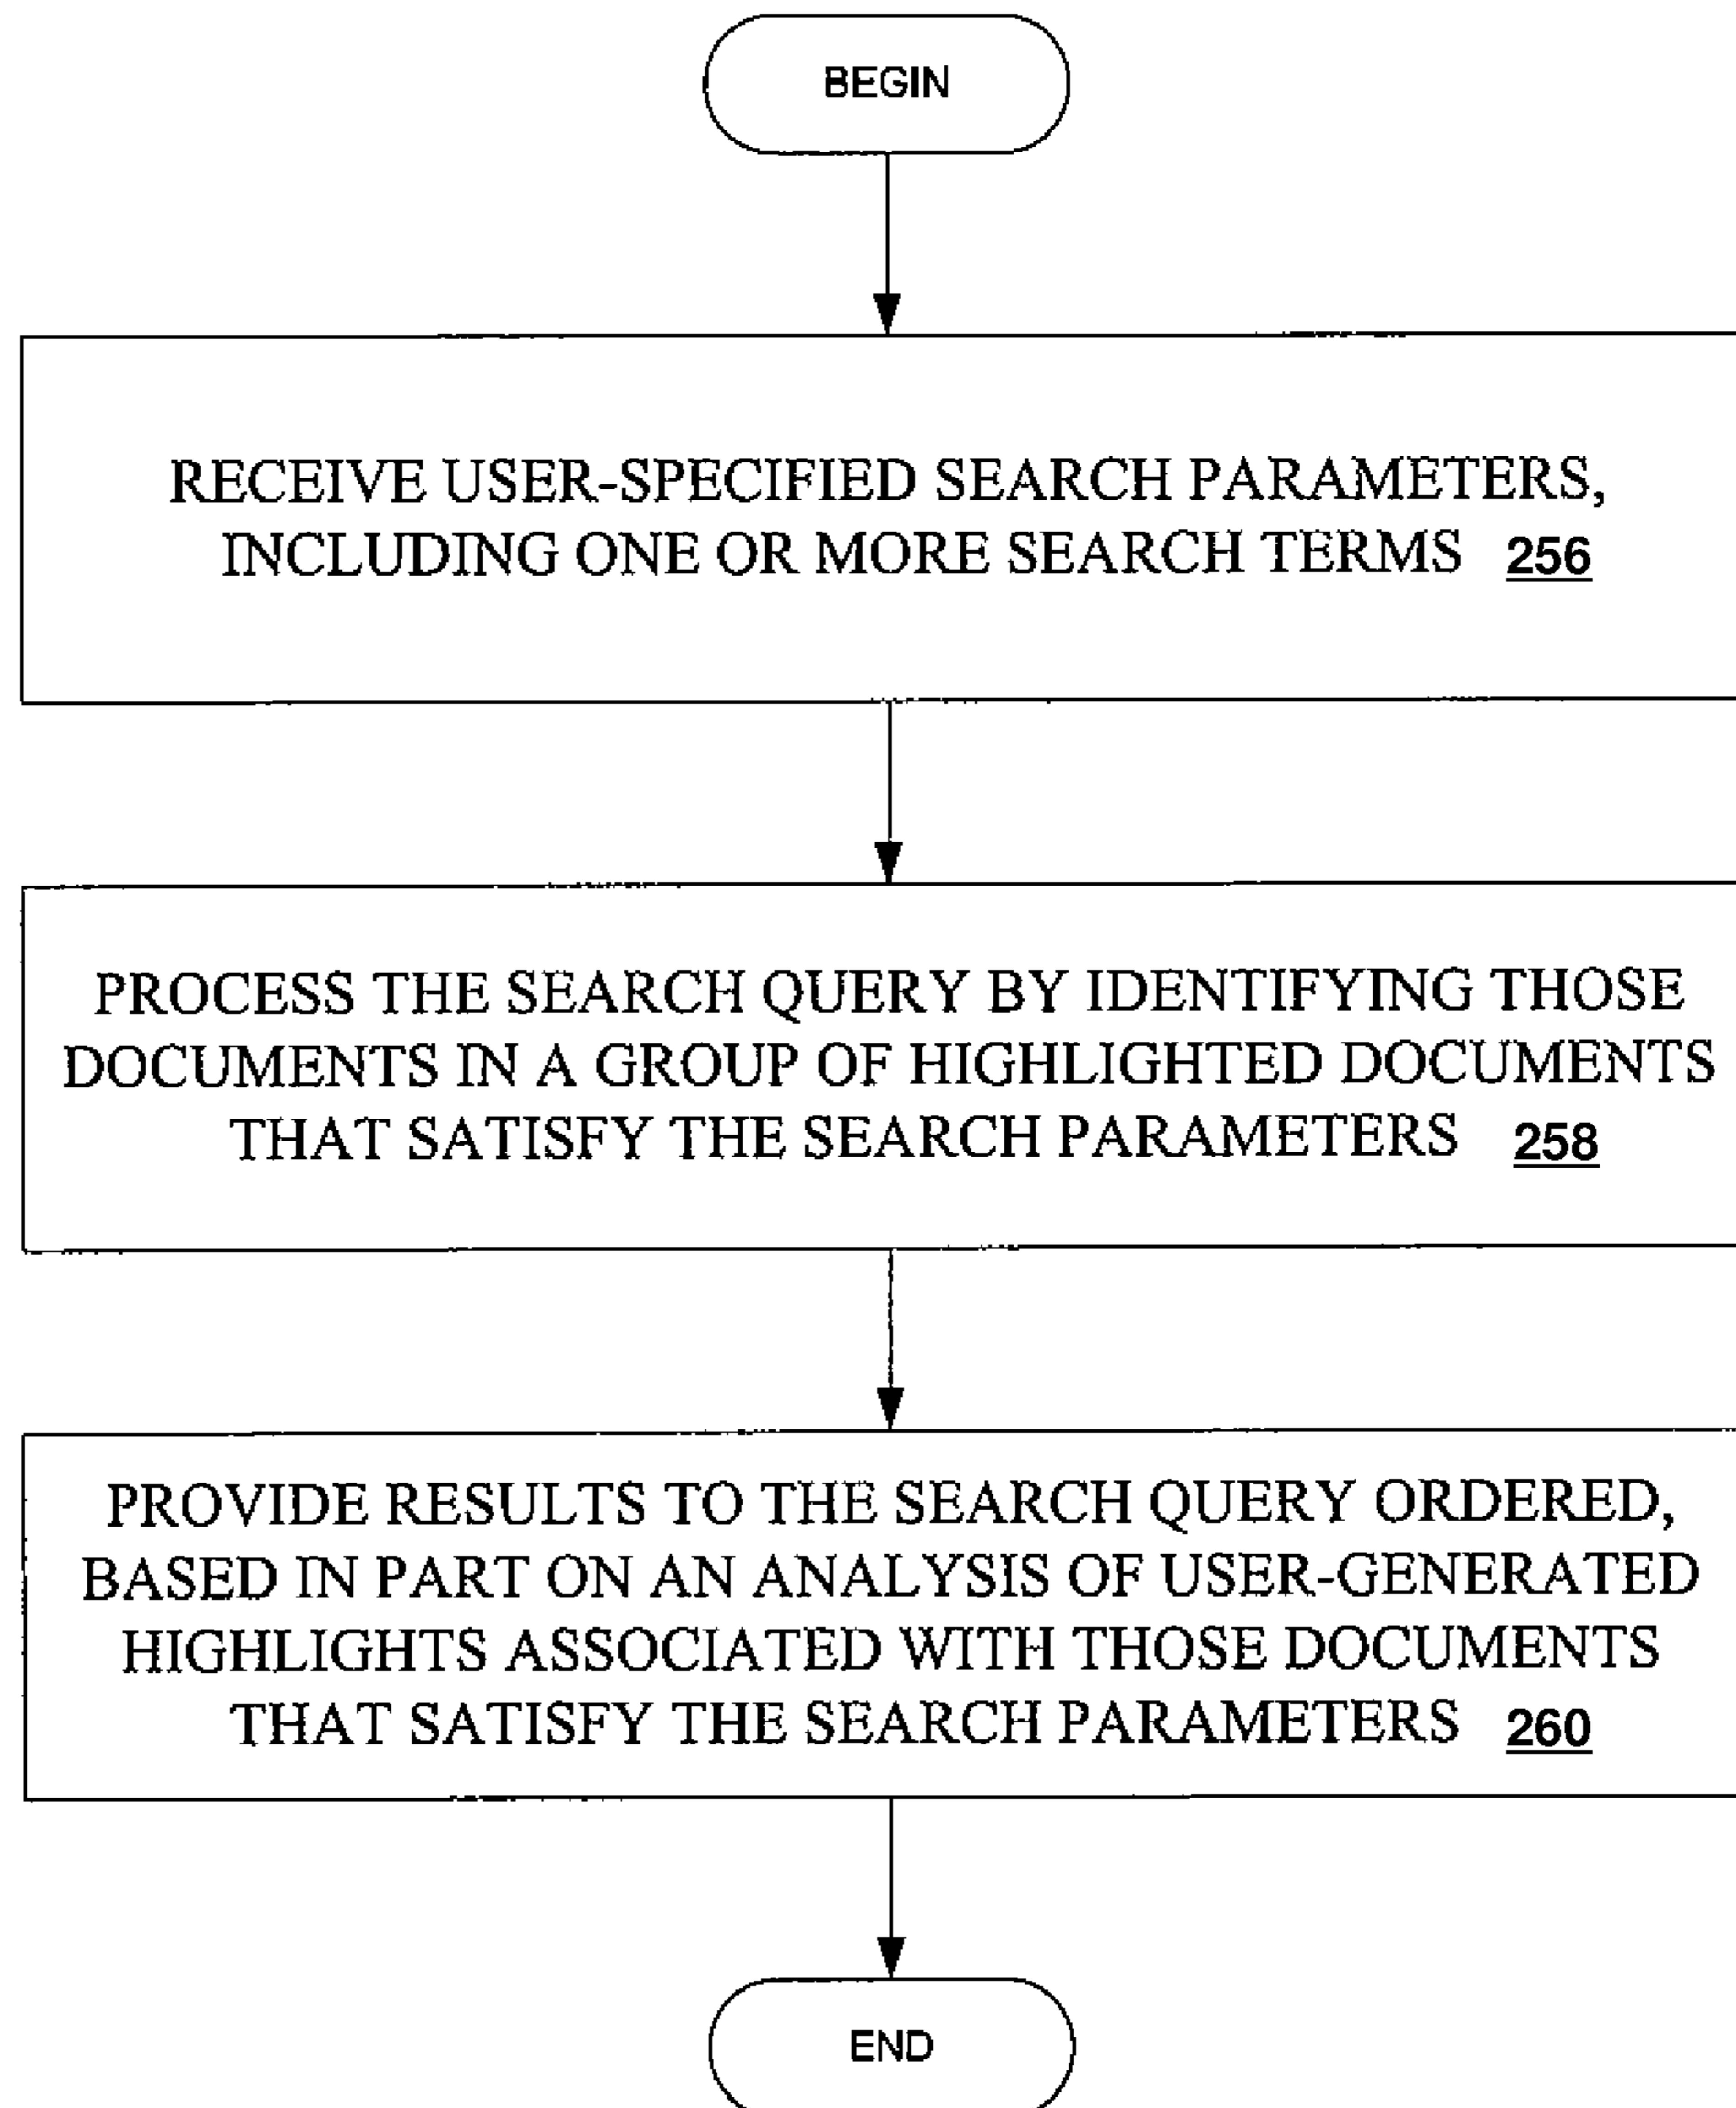 BEGIN
RECEIVE USER-SPECIFIED SEARCH PARAMETERS,
INCLUDING ONE OR MORE SEARCH TERMS 256
PROCESS THE SEARCH QUERY BY IDENTIFYING THOSE
DOCUMENTS IN A GROUP OF HIGHLIGHTED DOCUMENTS
THAT SATISFY THE SEARCH PARAMETERS 258
PROVIDE RESULTS TO THE SEARCH QUERY ORDERED,
BASED IN PART ON AN ANALYSIS OF USER-GENERATED
HIGHLIGHTS ASSOCIATED WITH THOSE DOCUMENTS
THAT SATISFY THE SEARCH PARAMETERS 260
END